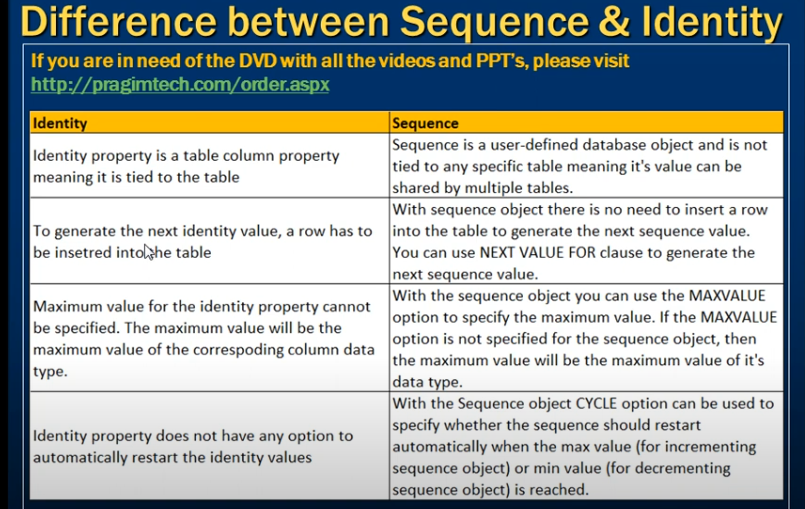 Difference between Sequence & Identity
If you are in need of the DVD with all the videos and PPT's, please visit
http://pragimtech.com/order.aspx
Identity
Sequence
Identity property is a table column property
meaning it is tied to the table
Sequence is a user-defined database object and is not
tied to any specific table meaning it's value can be
shared by multiple tables.
To generate the next identity value, a row has to
be insetred into the table
With sequence object there is no need to insert a row
into the table to generate the next sequence value.
You can use NEXT VALUE FOR clause to generate the
next sequence value.
Maximum value for the identity property cannot
be specified. The maximum value will be the
maximum value of the correspoding column data
type.
With the sequence object you can use the MAXVALUE
option to specify the maximum value. If the MAXVALUE
option is not specified for the sequence object, then
the maximum value will be the maximum value of it's
data type.
Identity property does not have any option to
automatically restart the identity values
With the Sequence object CYCLE option can be used to
specify whether the sequence should restart
automatically when the max value (for incrementing
sequence object) or min value (for decrementing
sequence object) is reached.